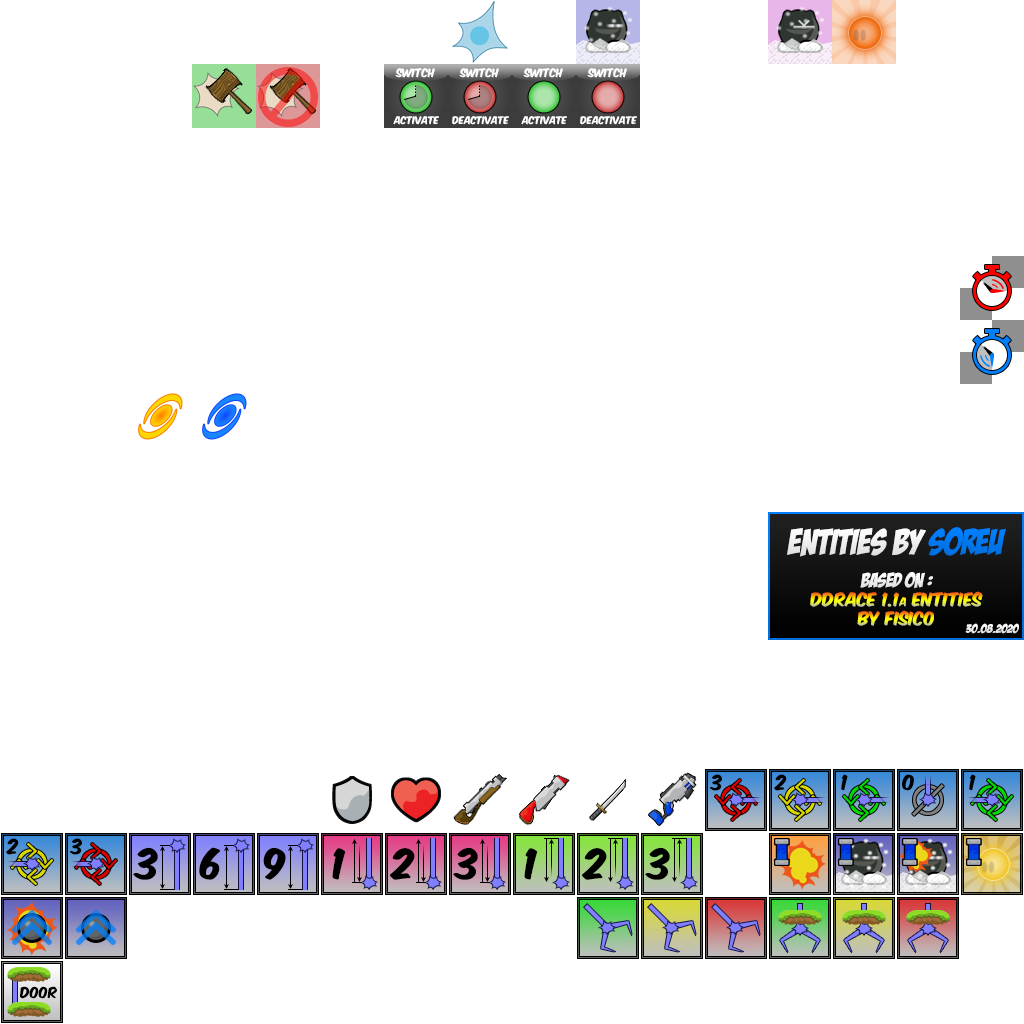 SWITCH SWITCH SWITCH SWITCH
ACTIVATE DEACTIVATE ACTIVATE DEACTIVATE
ENTITIES BY SOREU
BASED ON :
DDRACE 1.1A ENTITIES
BY FISICO
30.08.2020
3 2 1 0 1
2 3 3 6 9 1 2 3 1 2 3
DOOR